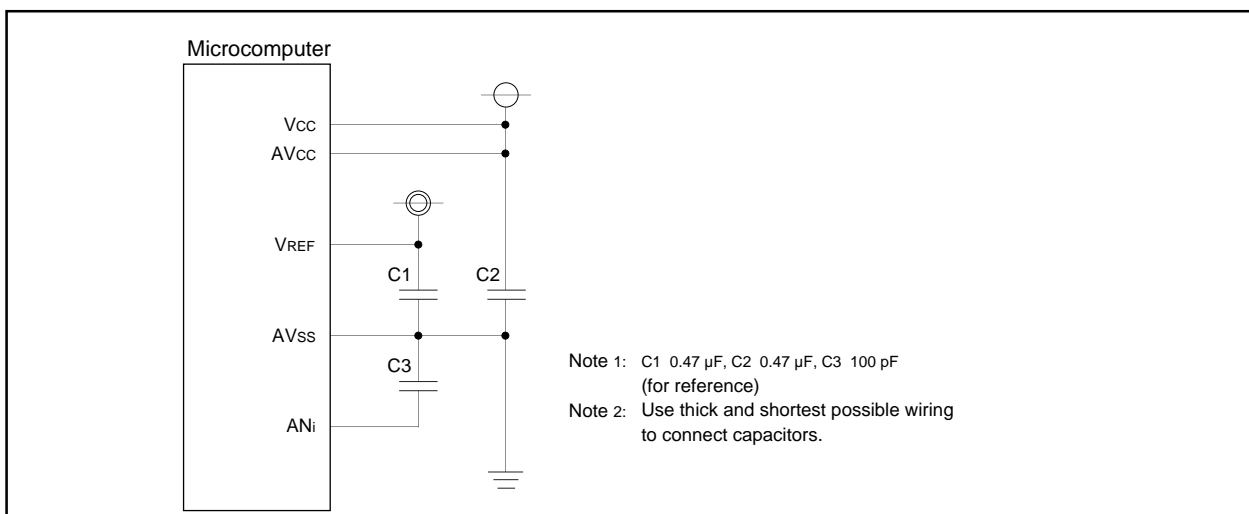 Microcomputer
VCC
AVCC
VREF
C1
C2
AVSS
C3
ANi
Note 1: C1 0.47 µF, C2 0.47 µF, C3 100 pF
(for reference)
Note 2: Use thick and shortest possible wiring
to connect capacitors.